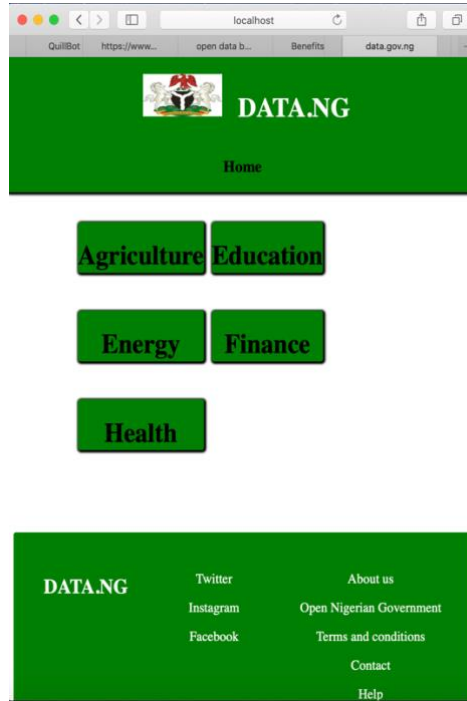 localhost
QuillBot https://www... open data b... Benefits data.gov.ng
DATA.NG
Home
Agriculture Education
Energy Finance
Health
DATA.NG
Twitter
Instagram
Facebook
About us
Open Nigerian Government
Terms and conditions
Contact
Help